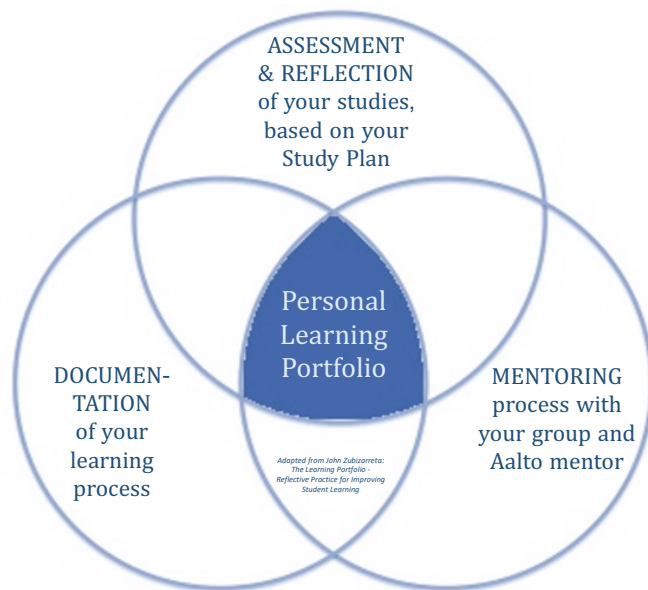 ASSESSMENT
& REFLECTION
of your studies,
based on your
Study Plan
Personal
Learning
Portfolio
DOCUMEN-
TATION
of your
learning
process
MENTORING
process with
your group and
Aalto mentor
Adapted from John Zubizarreta:
The Learning Portfolio -
Reflective Practice for Improving
Student Learning